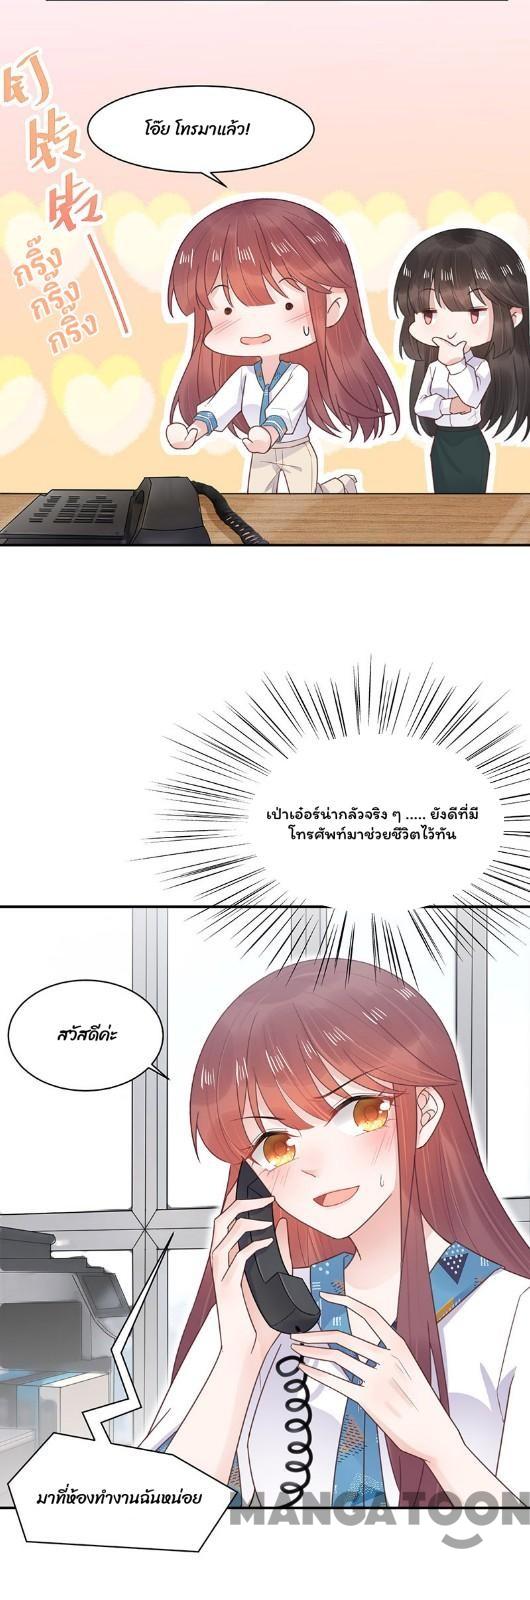 โอ๊ย โทรมาแล้ว!
钉
铃
铃
กริ๊ง
กริ๊ง
กริ๊ง
เป่าเอ๋อร์น่ากลัวจริง ๆ ..... ยังดีที่มี
โทรศัพท์มาช่วยชีวิตไว้ทัน
สวัสดีค่ะ
มาที่ห้องทำงานฉันหน่อย
MANGATOON